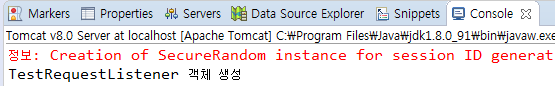 Markers Properties Servers Data Source Explorer Snippets Console
Tomcat v8.0 Server at localhost [Apache Tomcat] C:₩Program Files₩Java₩jdk1.8.0_91₩bin₩javaw.exe
정보: Creation of SecureRandom instance for session ID generat
TestRequestListener 객체 생성